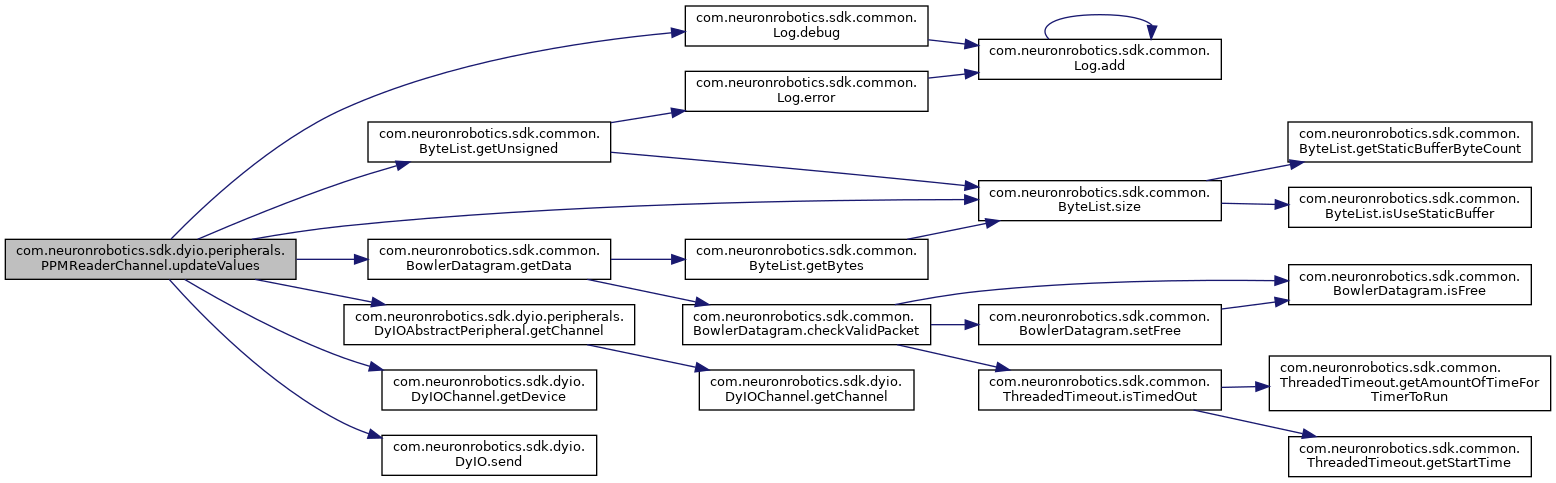 com.neuronrobotics.sdk.dyio.peripherals.
PPMReaderChannel.updateValues
com.neuronrobotics.sdk.common.
Log.debug
com.neuronrobotics.sdk.common.
Log.add
com.neuronrobotics.sdk.common.
Log.error
com.neuronrobotics.sdk.common.
ByteList.getUnsigned
com.neuronrobotics.sdk.common.
ByteList.size
com.neuronrobotics.sdk.common.
ByteList.getStaticBufferByteCount
com.neuronrobotics.sdk.common.
ByteList.isUseStaticBuffer
com.neuronrobotics.sdk.common.
BowlerDatagram.getData
com.neuronrobotics.sdk.common.
ByteList.getBytes
com.neuronrobotics.sdk.common.
BowlerDatagram.isFree
com.neuronrobotics.sdk.dyio.peripherals.
DyIOAbstractPeripheral.getChannel
com.neuronrobotics.sdk.common.
BowlerDatagram.checkValidPacket
com.neuronrobotics.sdk.common.
BowlerDatagram.setFree
com.neuronrobotics.sdk.dyio.
DyIOChannel.getDevice
com.neuronrobotics.sdk.dyio.
DyIOChannel.getChannel
com.neuronrobotics.sdk.common.
ThreadedTimeout.isTimedOut
com.neuronrobotics.sdk.common.
ThreadedTimeout.getAmountOfTimeFor
TimerToRun
com.neuronrobotics.sdk.dyio.
DyIO.send
com.neuronrobotics.sdk.common.
ThreadedTimeout.getStartTime